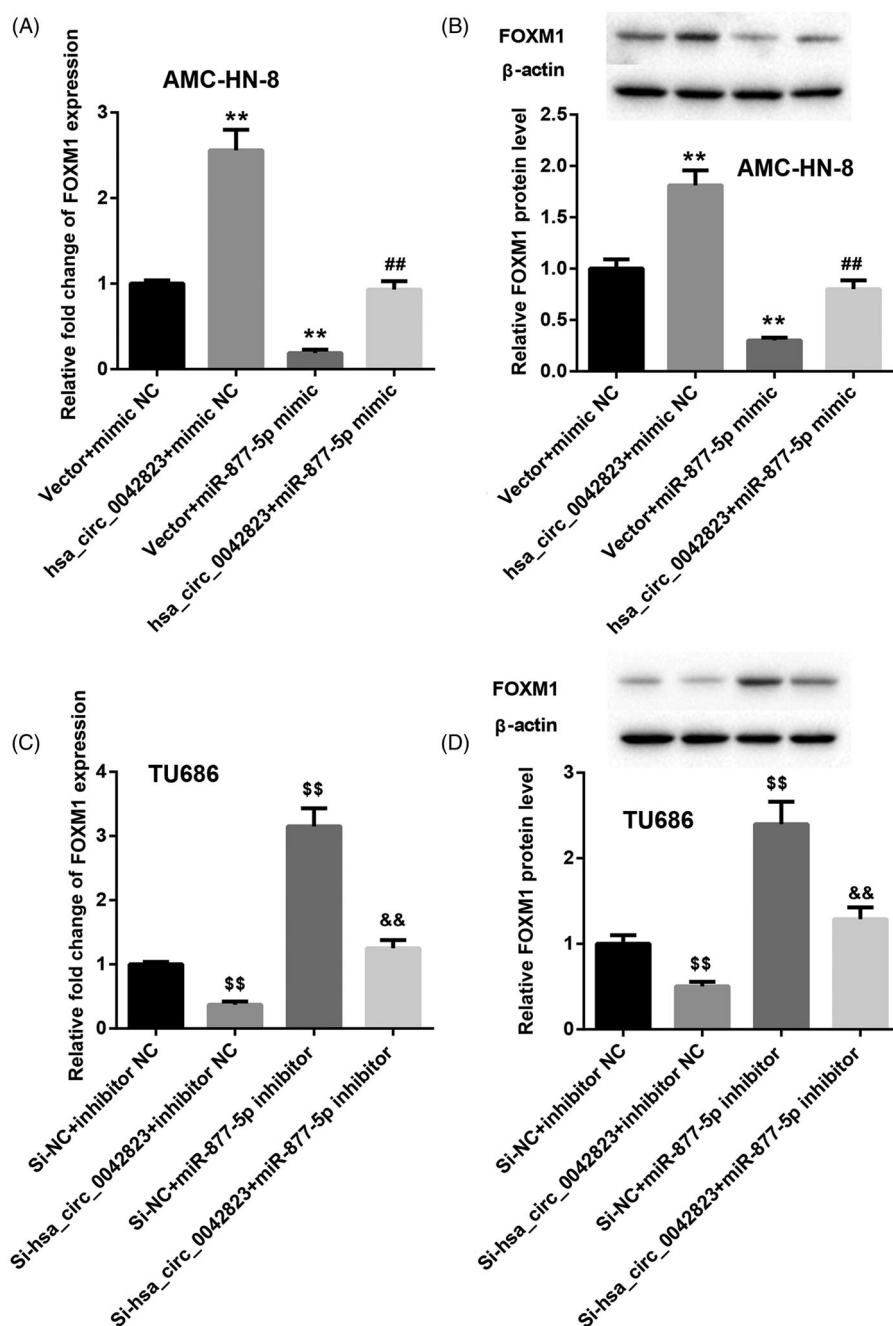 (A)
AMC-HN-8
Relative fold change of FOXM1 expression
3
2
1
0
**
**
##
Vector+mimic NC
hsa_circ_0042823+mimic NC
Vector+miR-877-5p mimic
hsa_circ_0042823+miR-877-5p mimic
(B)
FOXM1
β-actin
AMC-HN-8
Relative FOXM1 protein level
2.5
2.0
1.5
1.0
0.5
0.0
**
**
##
Vector+mimic NC
hsa_circ_0042823+mimic NC
Vector+miR-877-5p mimic
hsa_circ_0042823+miR-877-5p mimic
(C)
TU686
Relative fold change of FOXM1 expression
4
3
2
1
0
$$
$$
&&
Si-NC+inhibitor NC
Si-hsa_circ_0042823+inhibitor NC
Si-NC+miR-877-5p inhibitor
Si-hsa_circ_0042823+miR-877-5p inhibitor
(D)
FOXM1
β-actin
TU686
Relative FOXM1 protein level
3
2
1
0
$$
$$
&&
Si-NC+inhibitor NC
Si-hsa_circ_0042823+inhibitor NC
Si-NC+miR-877-5p inhibitor
Si-hsa_circ_0042823+miR-877-5p inhibitor